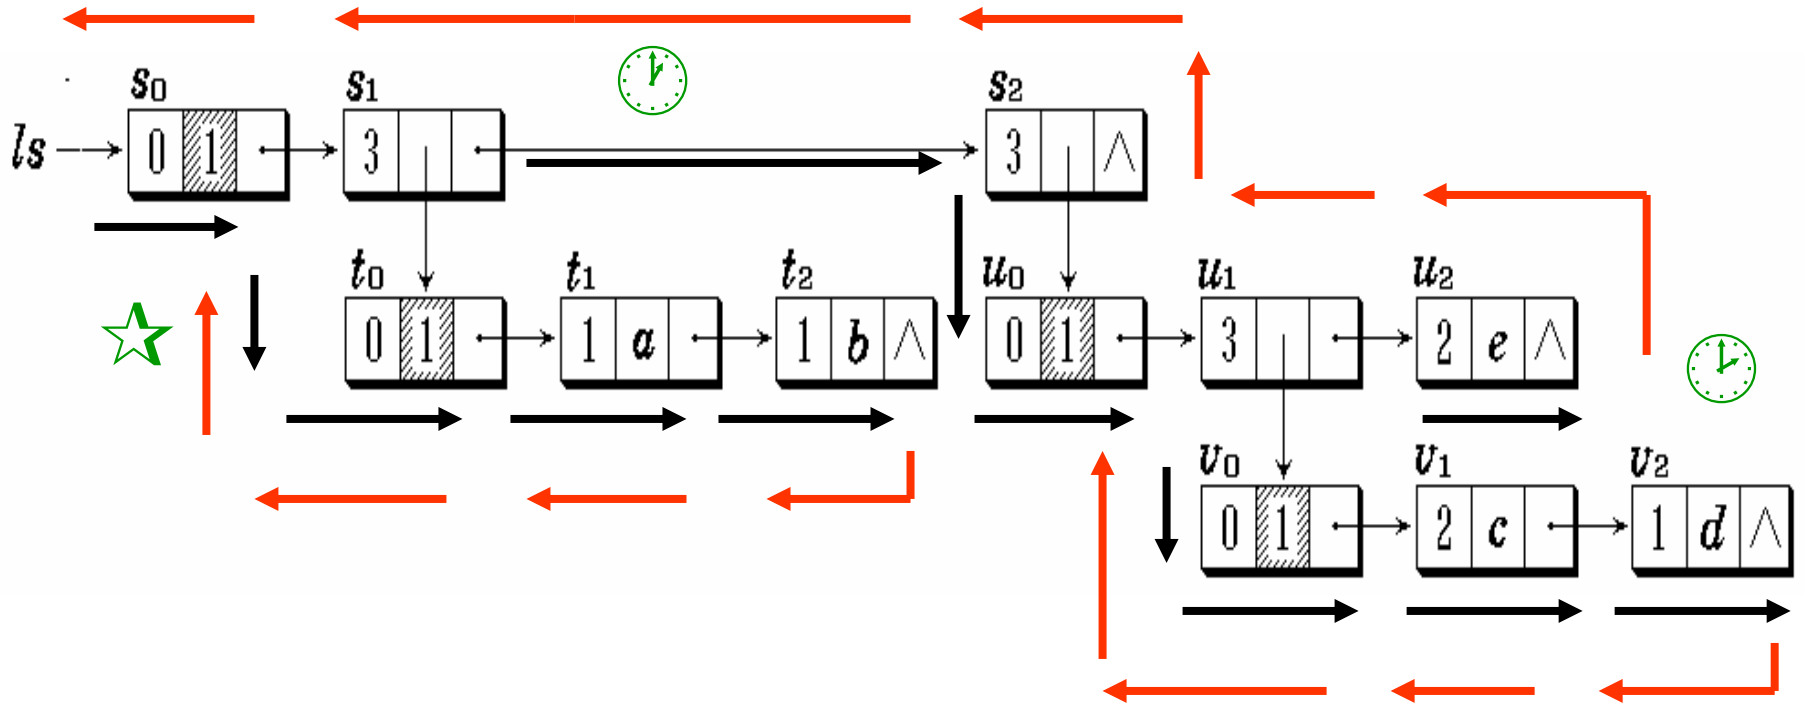 s0 s1 s2
ls 0 1 3 3 ∧
t0 t1 t2 u0 u1 u2
0 1 1 a 1 b ∧ 0 1 3 2 e ∧
v0 v1 v2
0 1 2 c 1 d ∧